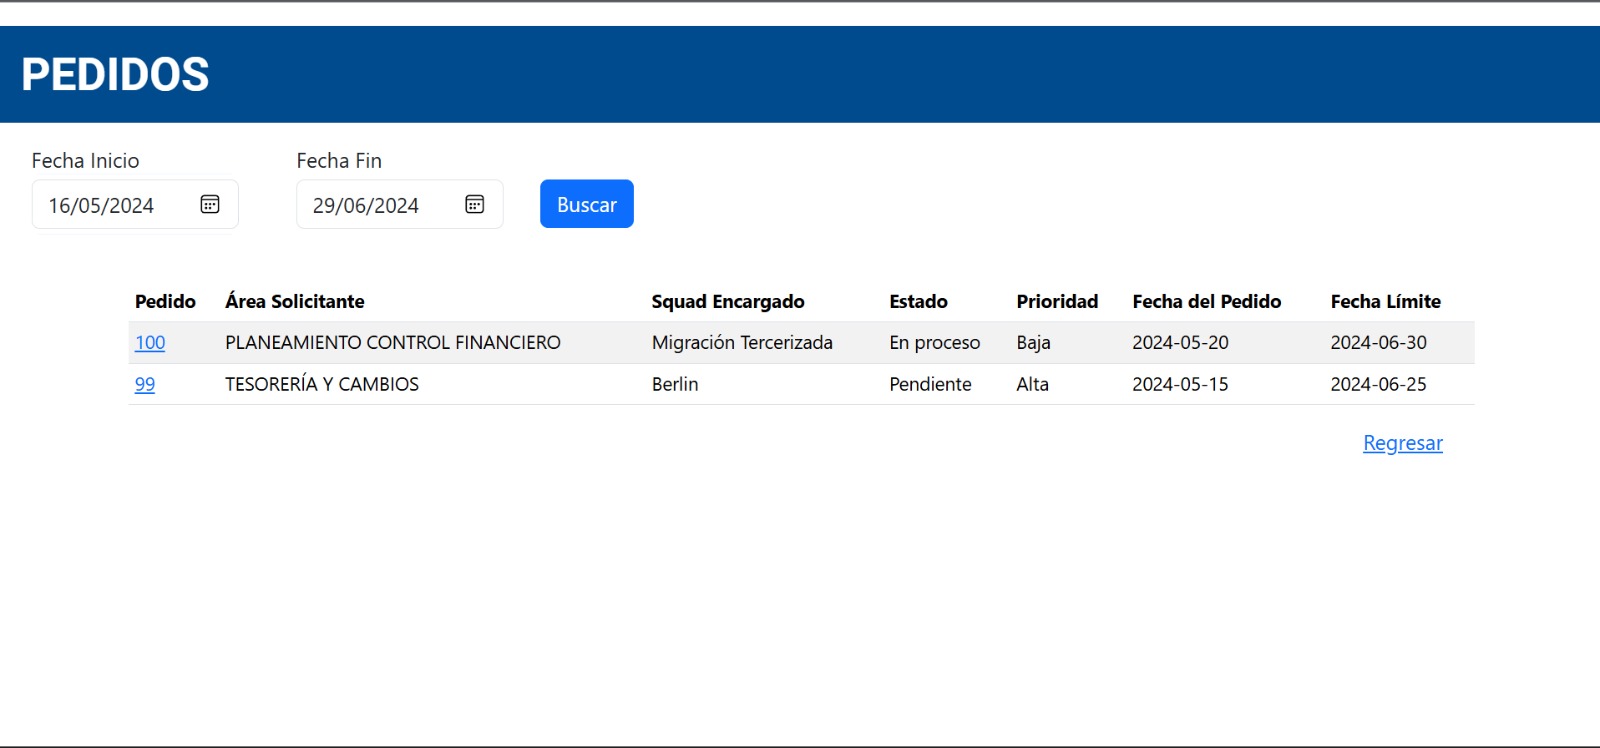 PEDIDOS
Fecha Inicio Fecha Fin
16/05/2024 29/06/2024 Buscar
Pedido Área Solicitante Squad Encargado Estado Prioridad Fecha del Pedido Fecha Límite
100 PLANEAMIENTO CONTROL FINANCIERO Migración Tercerizada En proceso Baja 2024-05-20 2024-06-30
99 TESORERÍA Y CAMBIOS Berlin Pendiente Alta 2024-05-15 2024-06-25
Regresar